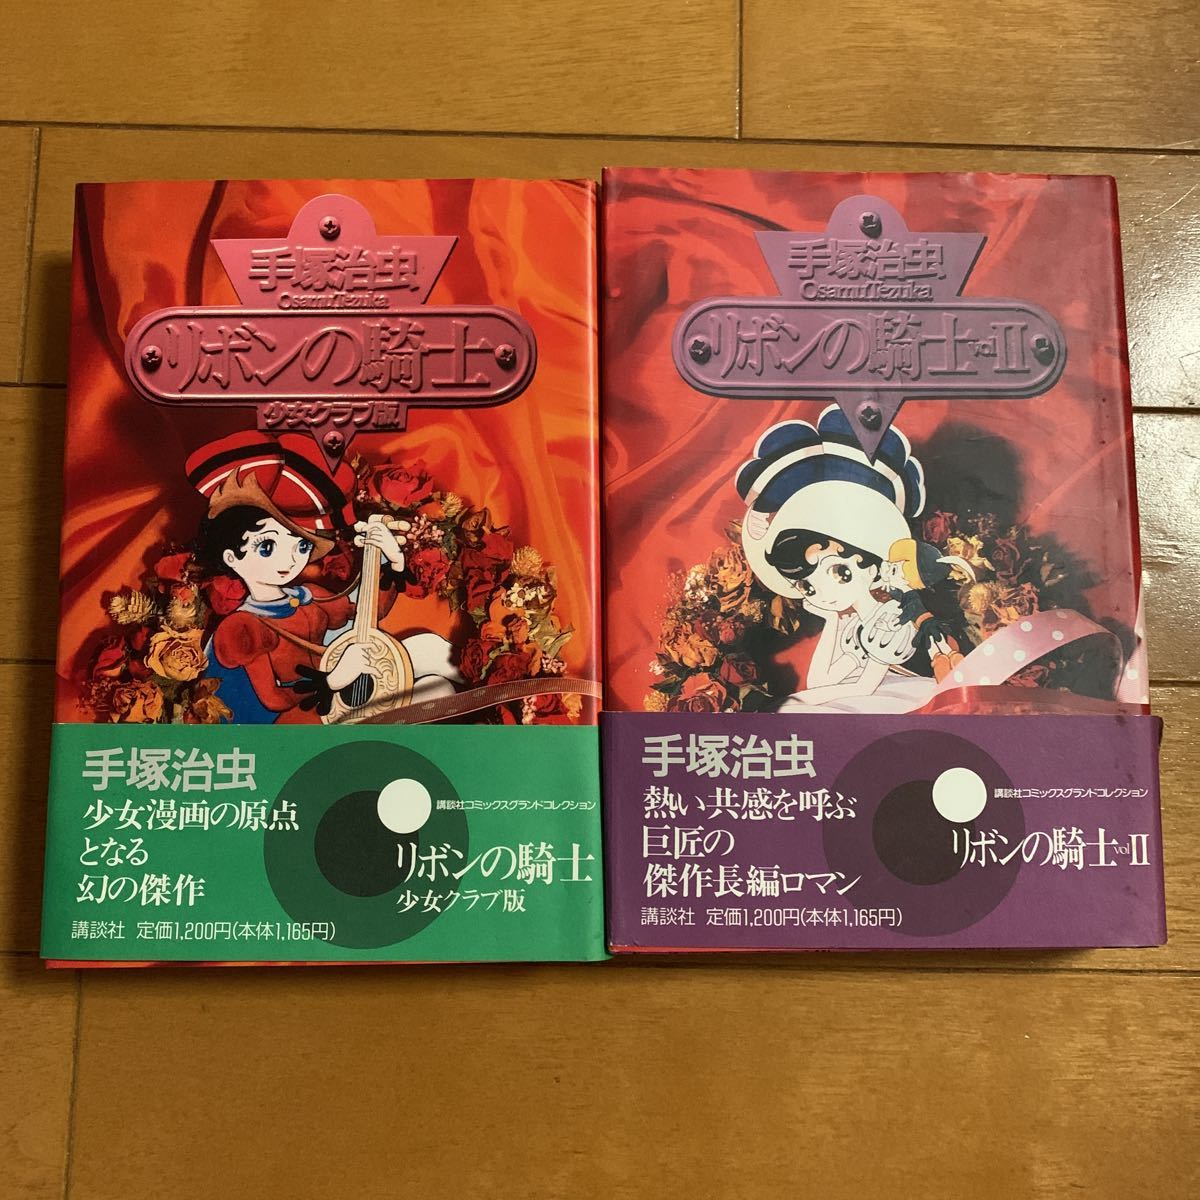 手塚治虫
OsamuTezuka
リボンの騎士
少女クラブ版
手塚治虫
少女漫画の原点
となる
幻の傑作
講談社 定価1,200円(本体1,165円)
講談社コミックスグランドコレクション
リボンの騎士
少女クラブ版
手塚治虫
OsamuTezuka
リボンの騎士 vol II
手塚治虫
熱い共感を呼ぶ
巨匠の
傑作長編ロマン
講談社 定価1,200円(本体1,165円)
講談社コミックスグランドコレクション
リボンの騎士 vol II